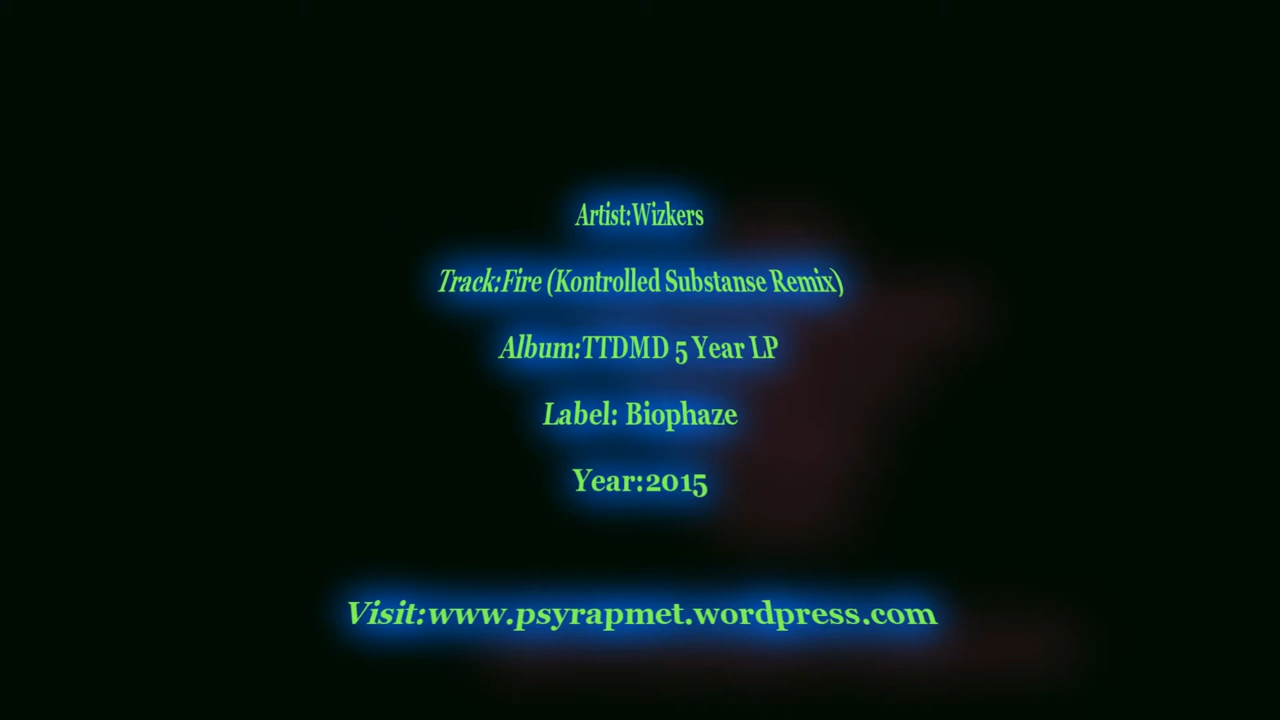 Artist:Wizkers
Track:Fire (Kontrolled Substanse Remix)
Album:TTDMD 5 Year LP
Label: Biophaze
Year:2015
Visit:www.psyrapmet.wordpress.com